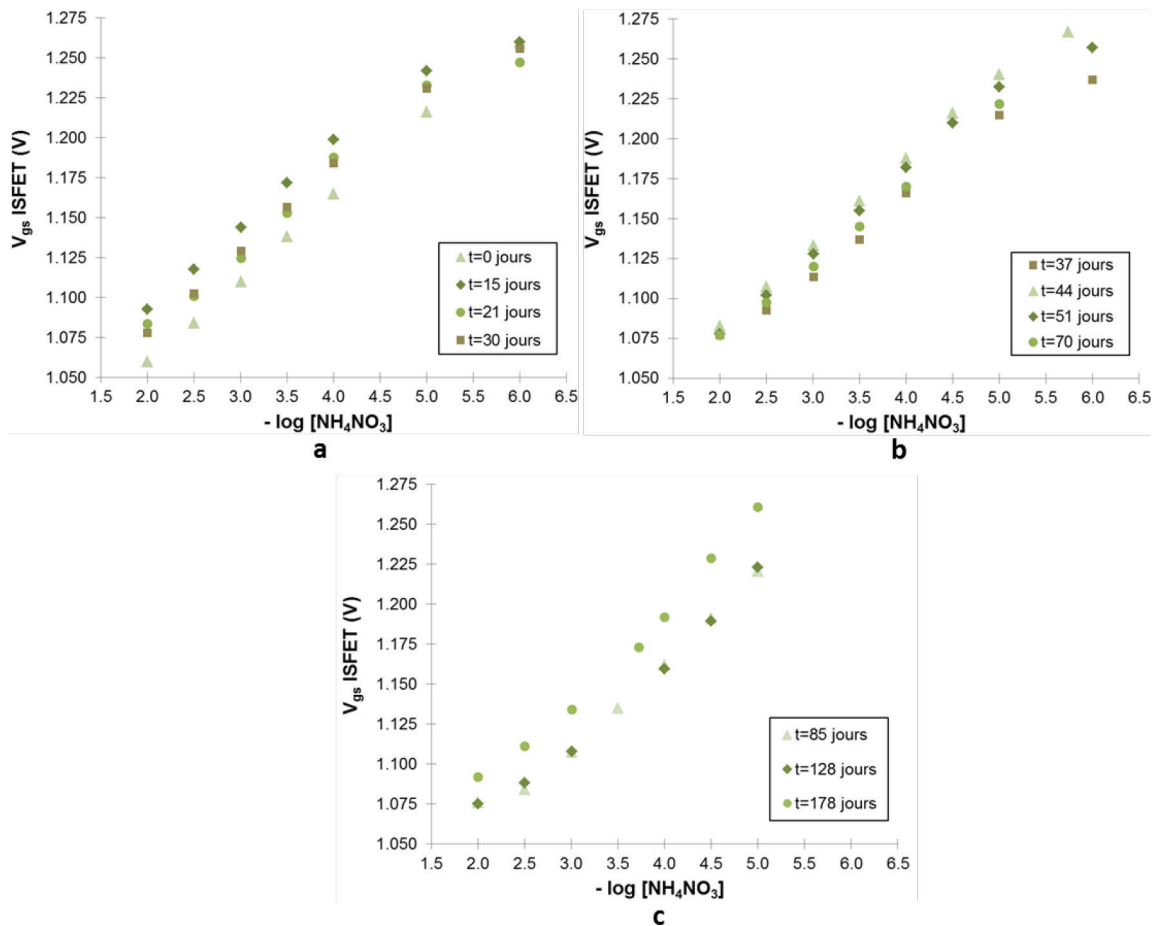 1.275
1.250
1.225
1.200
1.175
1.150
1.125
1.100
1.075
1.050
V_gs ISFET (V)
1.5 2.0 2.5 3.0 3.5 4.0 4.5 5.0 5.5 6.0 6.5
- log [NH₄NO₃]
t=0 jours
t=15 jours
t=21 jours
t=30 jours
a
1.275
1.250
1.225
1.200
1.175
1.150
1.125
1.100
1.075
1.050
V_gs ISFET (V)
1.5 2.0 2.5 3.0 3.5 4.0 4.5 5.0 5.5 6.0 6.5
- log [NH₄NO₃]
t=37 jours
t=44 jours
t=51 jours
t=70 jours
b
1.275
1.250
1.225
1.200
1.175
1.150
1.125
1.100
1.075
1.050
V_gs ISFET (V)
1.5 2.0 2.5 3.0 3.5 4.0 4.5 5.0 5.5 6.0 6.5
- log [NH₄NO₃]
t=85 jours
t=128 jours
t=178 jours
c